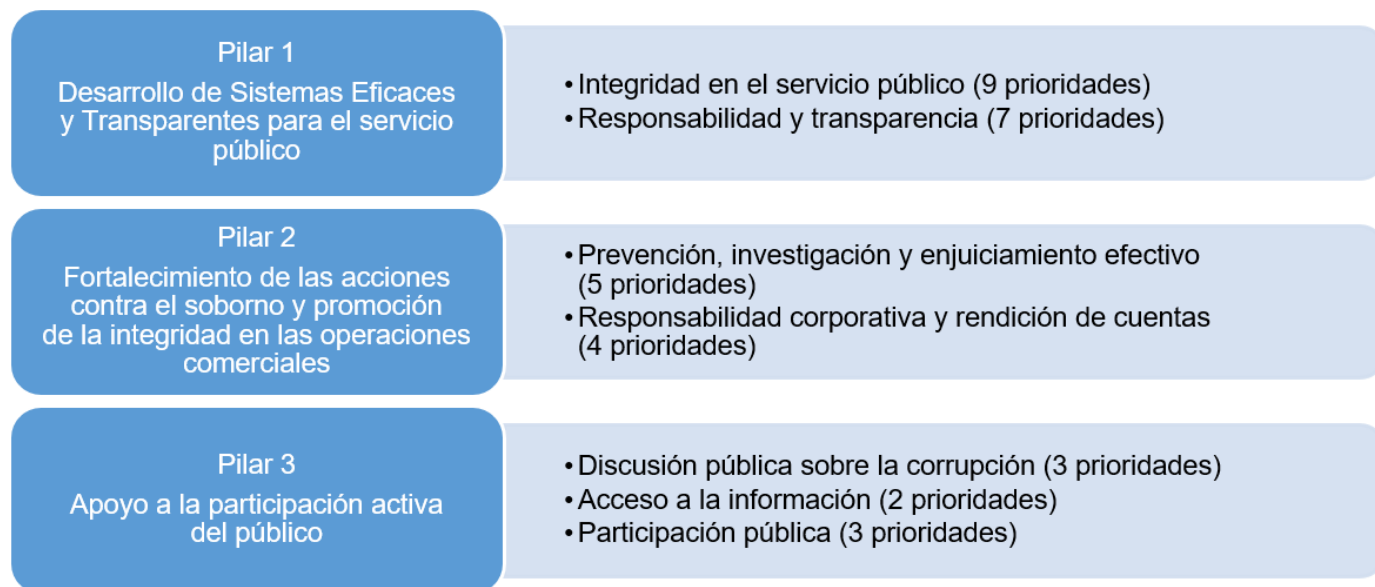 Pilar 1
Desarrollo de Sistemas Eficaces
y Transparentes para el servicio
público
• Integridad en el servicio público (9 prioridades)
• Responsabilidad y transparencia (7 prioridades)
Pilar 2
Fortalecimiento de las acciones
contra el soborno y promoción
de la integridad en las operaciones
comerciales
• Prevención, investigación y enjuiciamiento efectivo
(5 prioridades)
• Responsabilidad corporativa y rendición de cuentas
(4 prioridades)
Pilar 3
Apoyo a la participación activa
del público
• Discusión pública sobre la corrupción (3 prioridades)
• Acceso a la información (2 prioridades)
• Participación pública (3 prioridades)